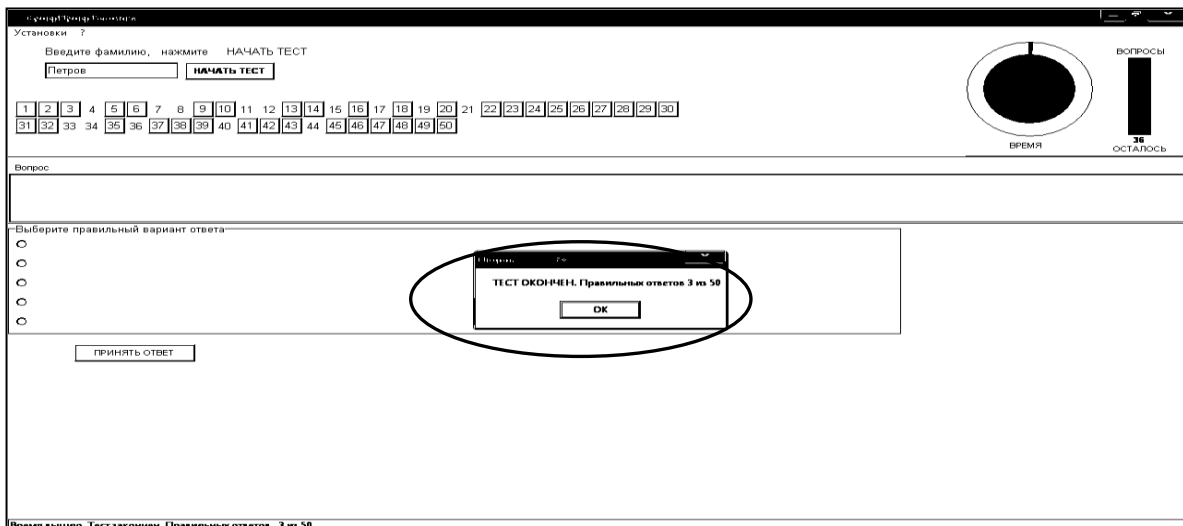 Установки ?
Введите фамилию, нажмите НАЧАТЬ ТЕСТ
Петров НАЧАТЬ ТЕСТ
ВОПРОСЫ
1 2 3 4 5 6 7 8 9 10 11 12 13 14 15 16 17 18 19 20 21 22 23 24 25 26 27 28 29 30
31 32 33 34 35 36 37 38 39 40 41 42 43 44 45 46 47 48 49 50
36
ВРЕМЯ ОСТАЛОСЬ
Вопрос
Выберите правильный вариант ответа
ТЕСТ ОКОНЧЕН. Правильных ответов 3 из 50
OK
ПРИНЯТЬ ОТВЕТ
Время вышло. Тест закончен. Правильных ответов 3 из 50